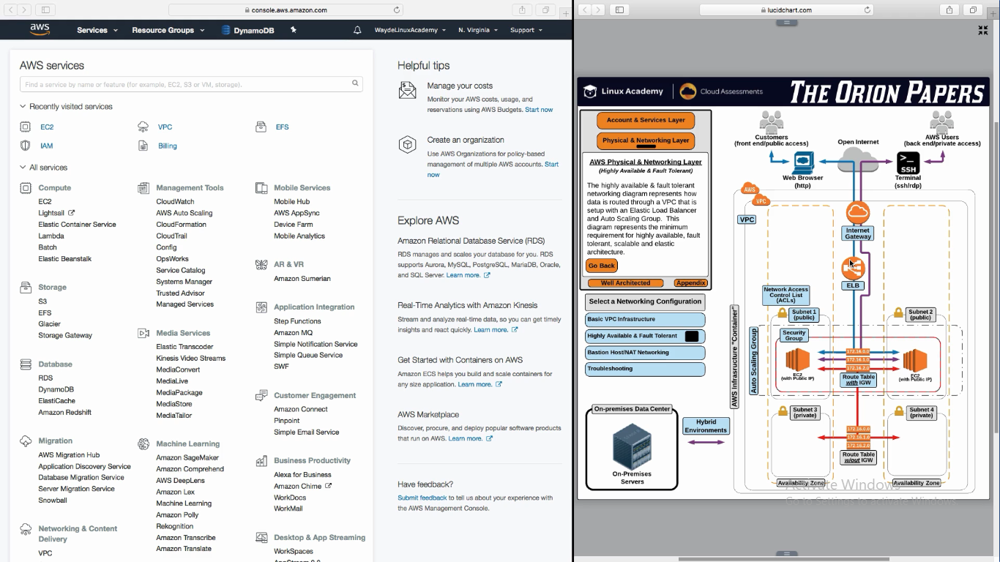 console.aws.amazon.com
aws
Services
Resource Groups
DynamoDB
WaydeLinuxAcademy
N. Virginia
Support
AWS services
Find a service by name or feature (for example, EC2, S3 or VM, storage).
Recently visited services
EC2
VPC
EFS
IAM
Billing
All services
Compute
EC2
Lightsail
Elastic Container Service
Lambda
Batch
Elastic Beanstalk
Storage
S3
EFS
Glacier
Storage Gateway
Database
RDS
DynamoDB
ElastiCache
Amazon Redshift
Migration
AWS Migration Hub
Application Discovery Service
Database Migration Service
Server Migration Service
Snowball
Networking & Content
Delivery
VPC
Management Tools
CloudWatch
AWS Auto Scaling
CloudFormation
CloudTrail
Config
OpsWorks
Service Catalog
Systems Manager
Trusted Advisor
Managed Services
Media Services
Elastic Transcoder
Kinesis Video Streams
MediaConvert
MediaLive
MediaPackage
MediaStore
MediaTailor
Machine Learning
Amazon SageMaker
Amazon Comprehend
AWS DeepLens
Amazon Lex
Machine Learning
Amazon Polly
Rekognition
Amazon Transcribe
Amazon Translate
Mobile Services
Mobile Hub
AWS AppSync
Device Farm
Mobile Analytics
AR & VR
Amazon Sumerian
Application Integration
Step Functions
Amazon MQ
Simple Notification Service
Simple Queue Service
SWF
Customer Engagement
Amazon Connect
Pinpoint
Simple Email Service
Business Productivity
Alexa for Business
Amazon Chime
WorkDocs
WorkMail
Desktop & App Streaming
WorkSpaces
AppStream 2.0
Helpful tips
Manage your costs
Monitor your AWS costs, usage, and
reservations using AWS Budgets. Start now
Create an organization
Use AWS Organizations for policy-based
management of multiple AWS accounts. Start
now
Explore AWS
Amazon Relational Database Service (RDS)
RDS manages and scales your database for you. RDS
supports Aurora, MySQL, PostgreSQL, MariaDB, Oracle,
and SQL Server. Learn more.
Real-Time Analytics with Amazon Kinesis
Stream and analyze real-time data, so you can get timely
insights and react quickly. Learn more.
Get Started with Containers on AWS
Amazon ECS helps you build and scale containers for
any size application. Learn more.
AWS Marketplace
Discover, procure, and deploy popular software products
that run on AWS. Learn more.
Have feedback?
Submit feedback to tell us about your experience with
the AWS Management Console.
lucidchart.com
Linux Academy
Cloud Assessments
THE ORION PAPERS
Account & Services Layer
Physical & Networking Layer
AWS Physical & Networking Layer
(Highly Available & Fault Tolerant)
The highly available & fault tolerant
networking diagram represents how
data is routed through a VPC that is
setup with an Elastic Load Balancer
and Auto Scaling Group. This
diagram represents the minimum
requirement for highly available, fault
tolerant, scalable and elastic
architecture.
Go Back
Well Architected
Appendix
Select a Networking Configuration
Basic VPC Infrastructure
Highly Available & Fault Tolerant
Bastion Host/NAT Networking
Troubleshooting
On-premises Data Center
On-Premises
Servers
Hybrid
Environments
Customers
(front end/public access)
Open Internet
AWS Users
(back end/private access)
Web Browser
(http)
>_
SSH
Terminal
(ssh/rdp)
AWS
VPC
VPC
Internet
Gateway
ELB
Network Access
Control List
(ACLs)
Subnet 1
(public)
Subnet 2
(public)
Security
Group
AWS Infrasructure "Container"
Auto Scaling Group
EC2
(with Public IP)
172.16.0.0
172.16.1.0
172.16.2.0
Route Table
with IGW
EC2
(with Public IP)
Subnet 3
(private)
Subnet 4
(private)
172.16.0.0
172.16.1.0
172.16.2.0
Route Table
w/out IGW
Availability Zone
Availability Zone
Activate Windows
Go to Settings to activate Windows.